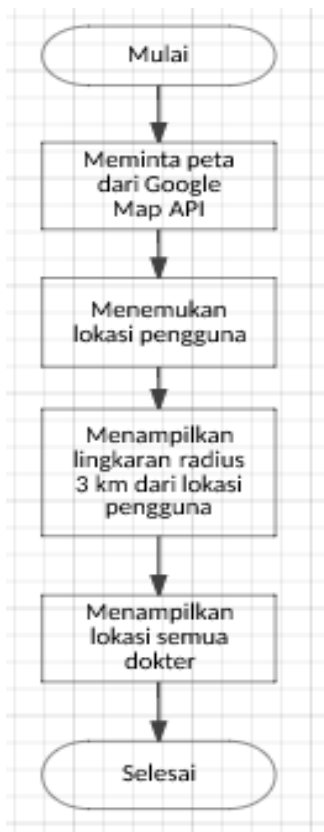 Mulai
Meminta peta
dari Google
Map API
Menemukan
lokasi pengguna
Menampilkan
lingkaran radius
3 km dari lokasi
pengguna
Menampilkan
lokasi semua
dokter
Selesai